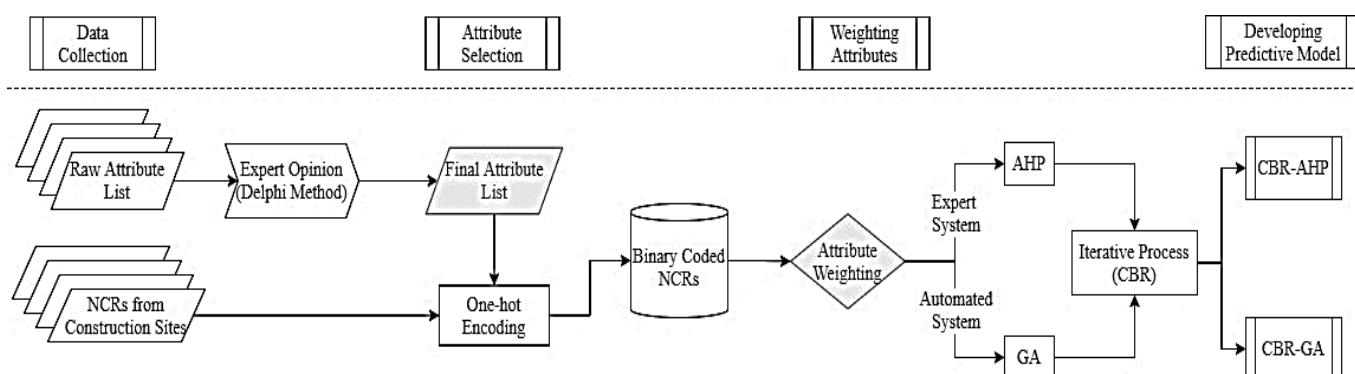 Data
Collection
Attribute
Selection
Weighting
Attributes
Developing
Predictive Model
Raw Attribute
List
Expert Opinion
(Delphi Method)
Final Attribute
List
NCRs from
Construction Sites
One-hot
Encoding
Binary Coded
NCRs
Attribute
Weighting
Expert
System
Automated
System
AHP
GA
Iterative Process
(CBR)
CBR-AHP
CBR-GA